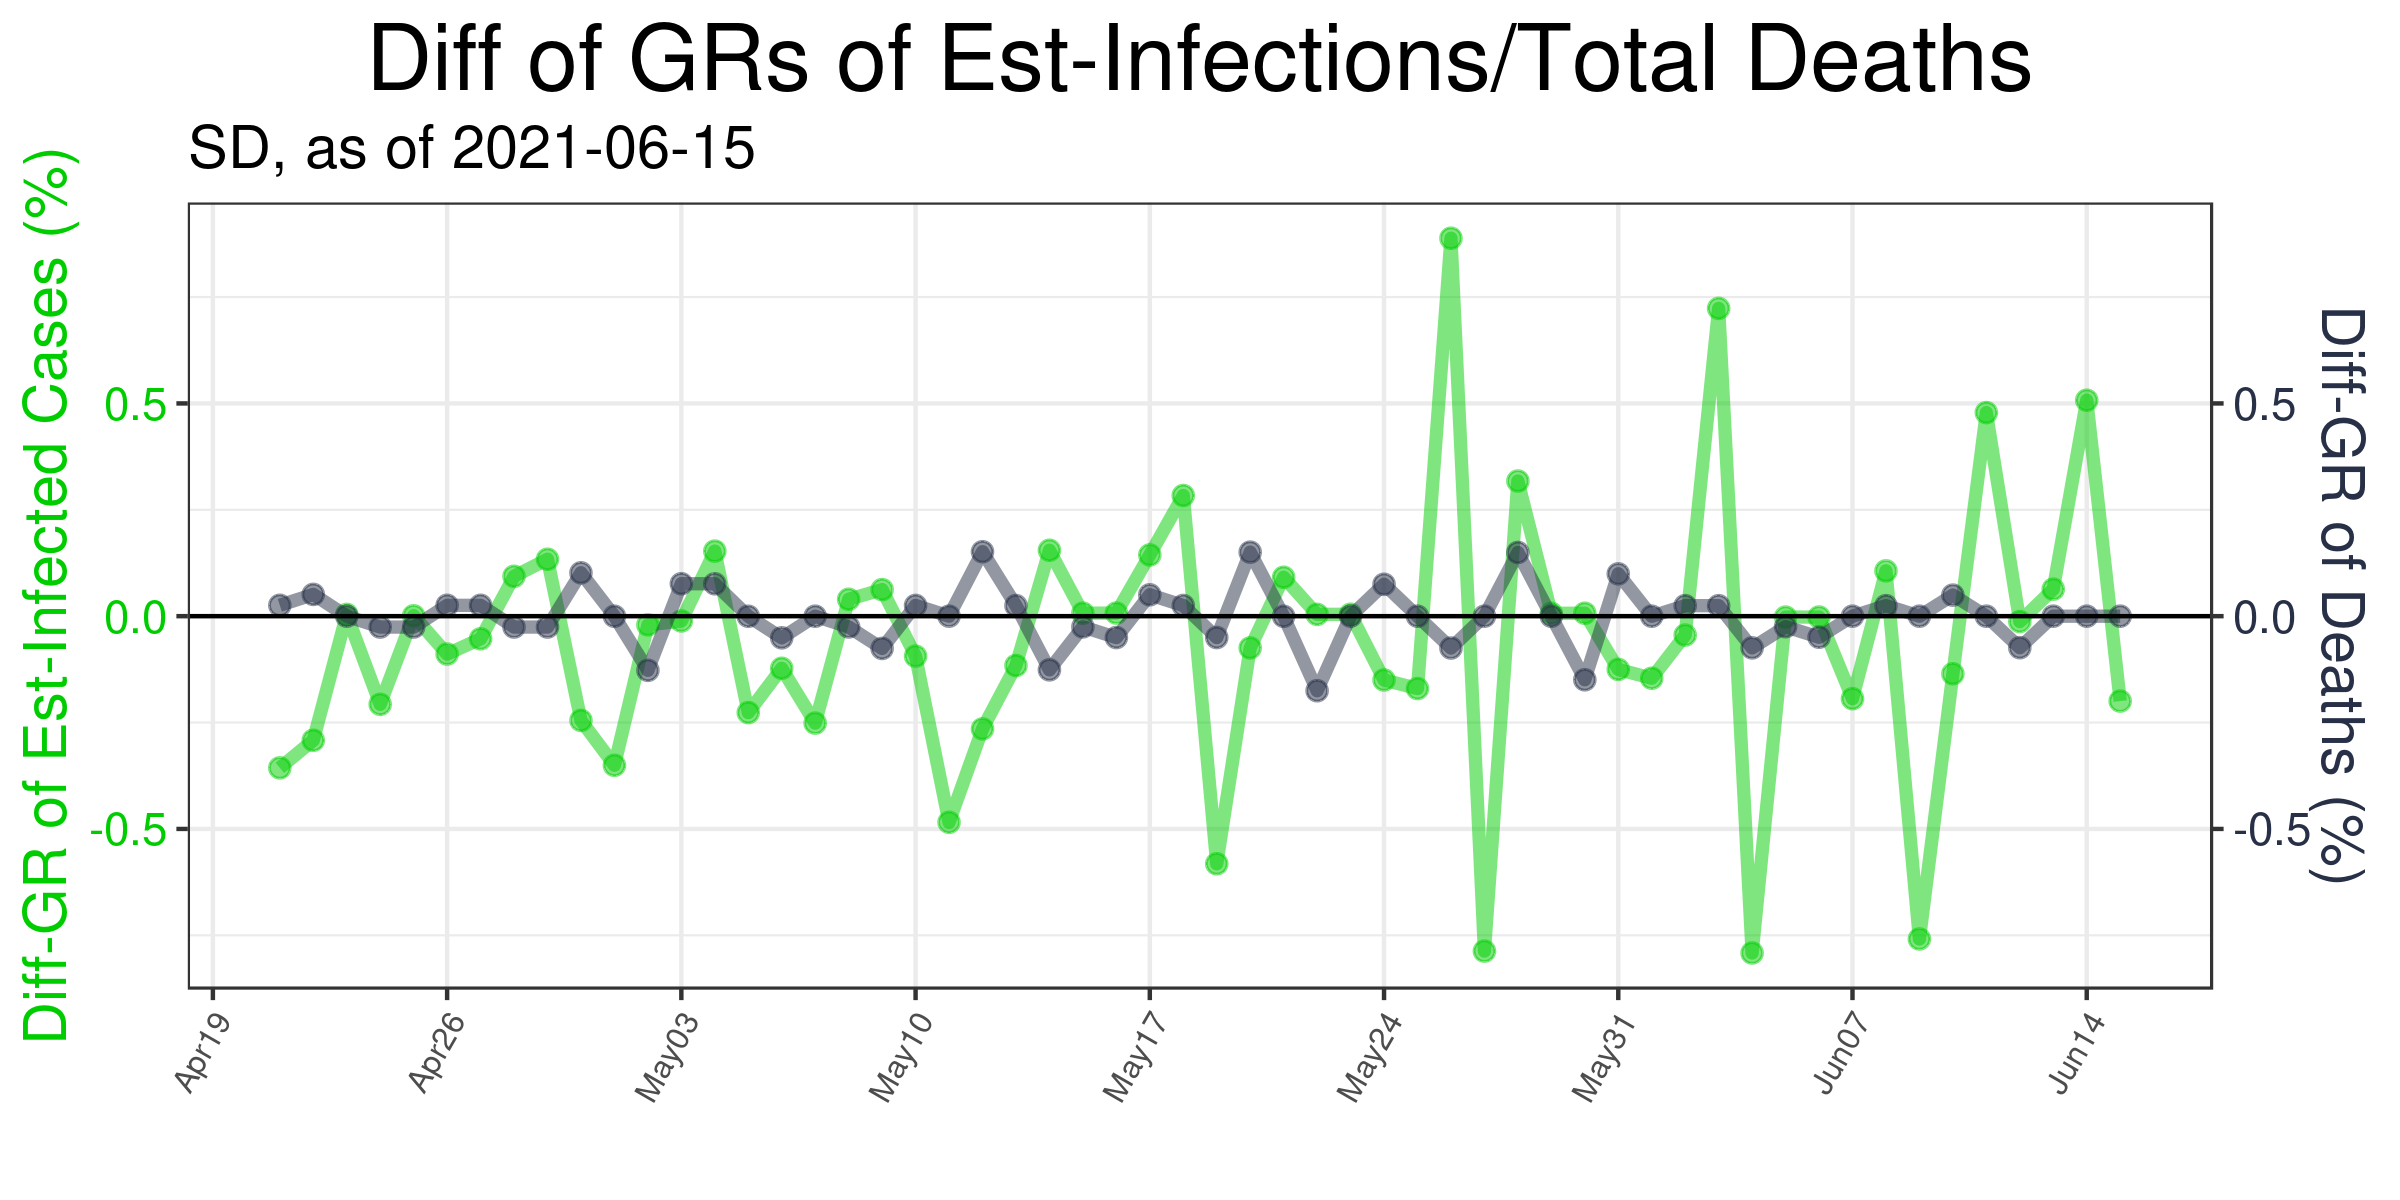 Diff of GRs of Est-Infections/Total Deaths
SD, as of 2021-06-15
Diff-GR of Est-Infected Cases (%)
0.5
0.0
-0.5
0.5
0.0
-0.5
Diff-GR of Deaths (%)
Apr19
Apr26
May03
May10
May17
May24
May31
Jun07
Jun14